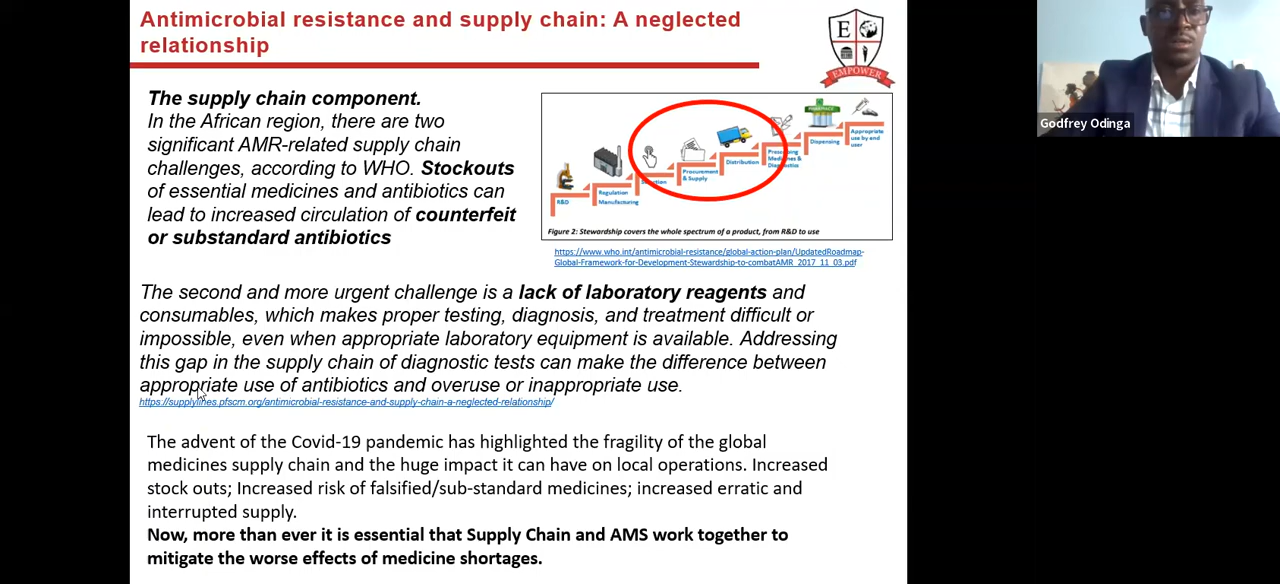 Antimicrobial resistance and supply chain: A neglected
relationship
E
EMPOWER
Godfrey Odinga
The supply chain component.
In the African region, there are two
significant AMR-related supply chain
challenges, according to WHO. Stockouts
of essential medicines and antibiotics can
lead to increased circulation of counterfeit
or substandard antibiotics
R&D
Regulation
Manufacturing
Procurement
& Supply
Distribution
Medicines &
Dispensing
Appropriate
use by end
user
Figure 2: Stewardship covers the whole spectrum of a product, from R&D to use
https://www.who.int/antimicrobial-resistance/global-action-plan/UpdatedRoadmap-
Global-Framework-for-Development-Stewardship-to-combatAMR_2017_11_03.pdf
The second and more urgent challenge is a lack of laboratory reagents and
consumables, which makes proper testing, diagnosis, and treatment difficult or
impossible, even when appropriate laboratory equipment is available. Addressing
this gap in the supply chain of diagnostic tests can make the difference between
appropriate use of antibiotics and overuse or inappropriate use.
https://supplylines.pfscm.org/antimicrobial-resistance-and-supply-chain-a-neglected-relationship/
The advent of the Covid-19 pandemic has highlighted the fragility of the global
medicines supply chain and the huge impact it can have on local operations. Increased
stock outs; Increased risk of falsified/sub-standard medicines; increased erratic and
interrupted supply.
Now, more than ever it is essential that Supply Chain and AMS work together to
mitigate the worse effects of medicine shortages.